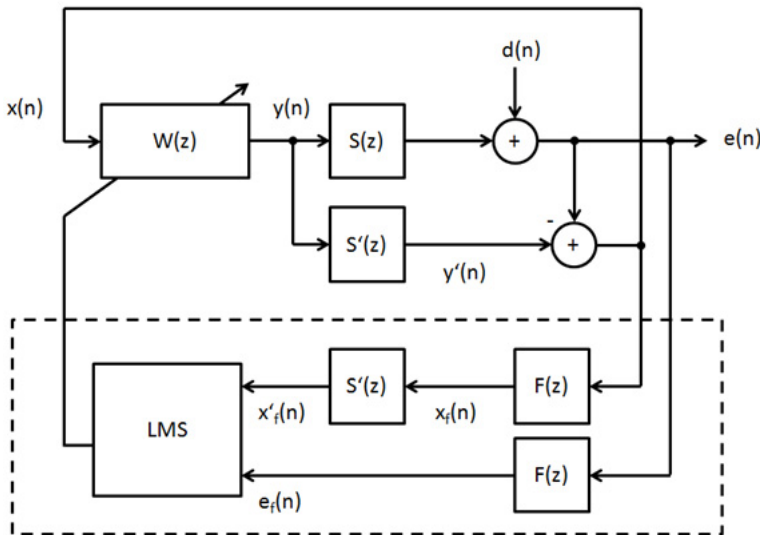 d(n)
x(n)
W(z)
y(n)
S(z)
+
e(n)
-
S‘(z)
+
y‘(n)
LMS
x‘f(n)
S‘(z)
xf(n)
F(z)
ef(n)
F(z)